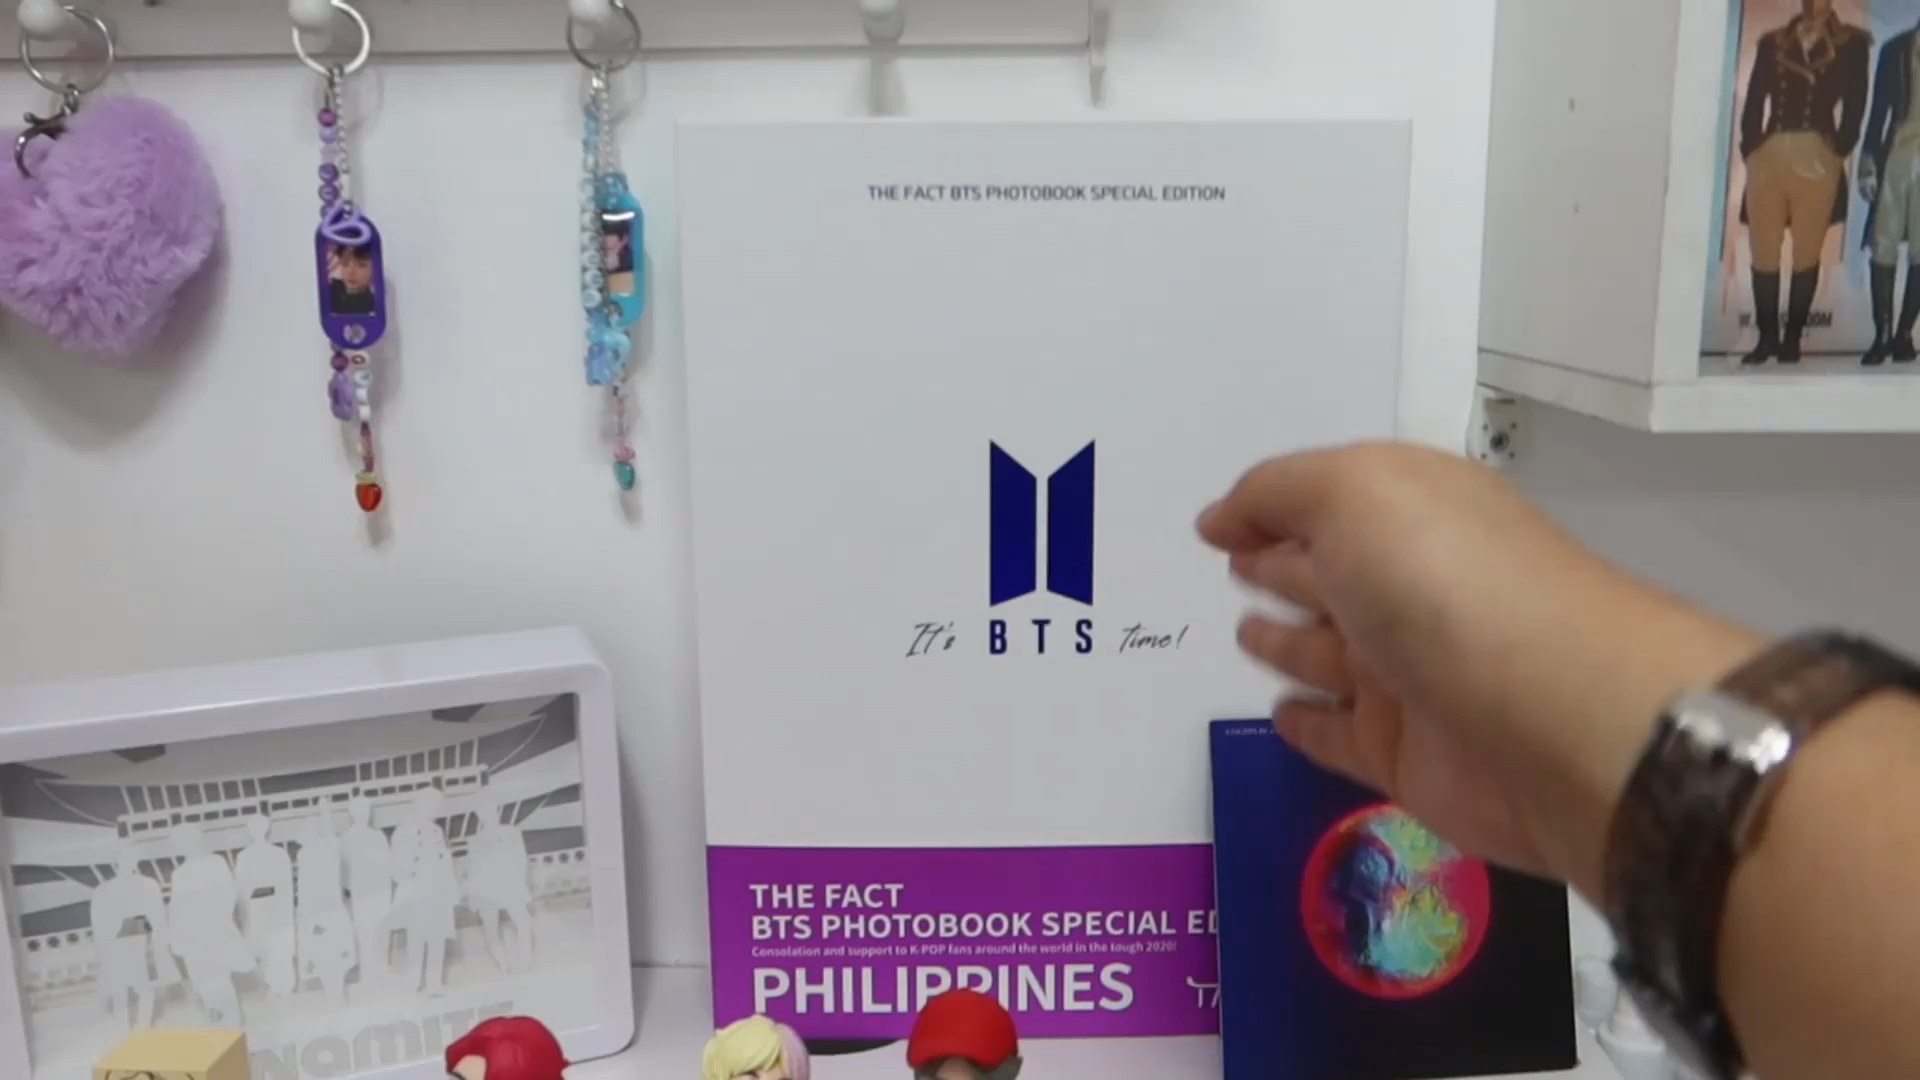 THE FACT BTS PHOTOBOOK SPECIAL EDITION
It's BTS time!
THE FACT
BTS PHOTOBOOK SPECIAL ED
Consolation and support to K-POP fans around the world in the tough 2020!
PHILIPPINES